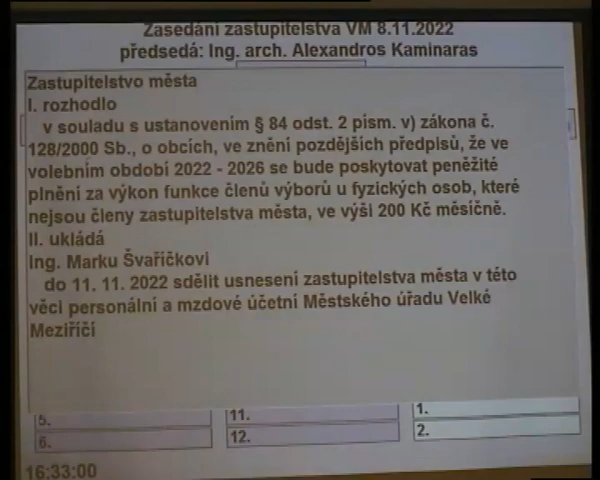 Zasedání zastupitelstva VM 8.11.2022
předsedá: Ing. arch. Alexandros Kaminaras
Zastupitelstvo města
I. rozhodlo
v souladu s ustanovením § 84 odst. 2 písm. v) zákona č.
128/2000 Sb., o obcích, ve znění pozdějších předpisů, že ve
volebním období 2022 - 2026 se bude poskytovat peněžité
plnění za výkon funkce členů výborů u fyzických osob, které
nejsou členy zastupitelstva města, ve výši 200 Kč měsíčně.
II. ukládá
Ing. Marku Švaříčkovi
do 11. 11. 2022 sdělit usnesení zastupitelstva města v této
věci personální a mzdové účetní Městského úřadu Velké
Meziříčí
5. 11. 1.
6. 12. 2.
16:33:00